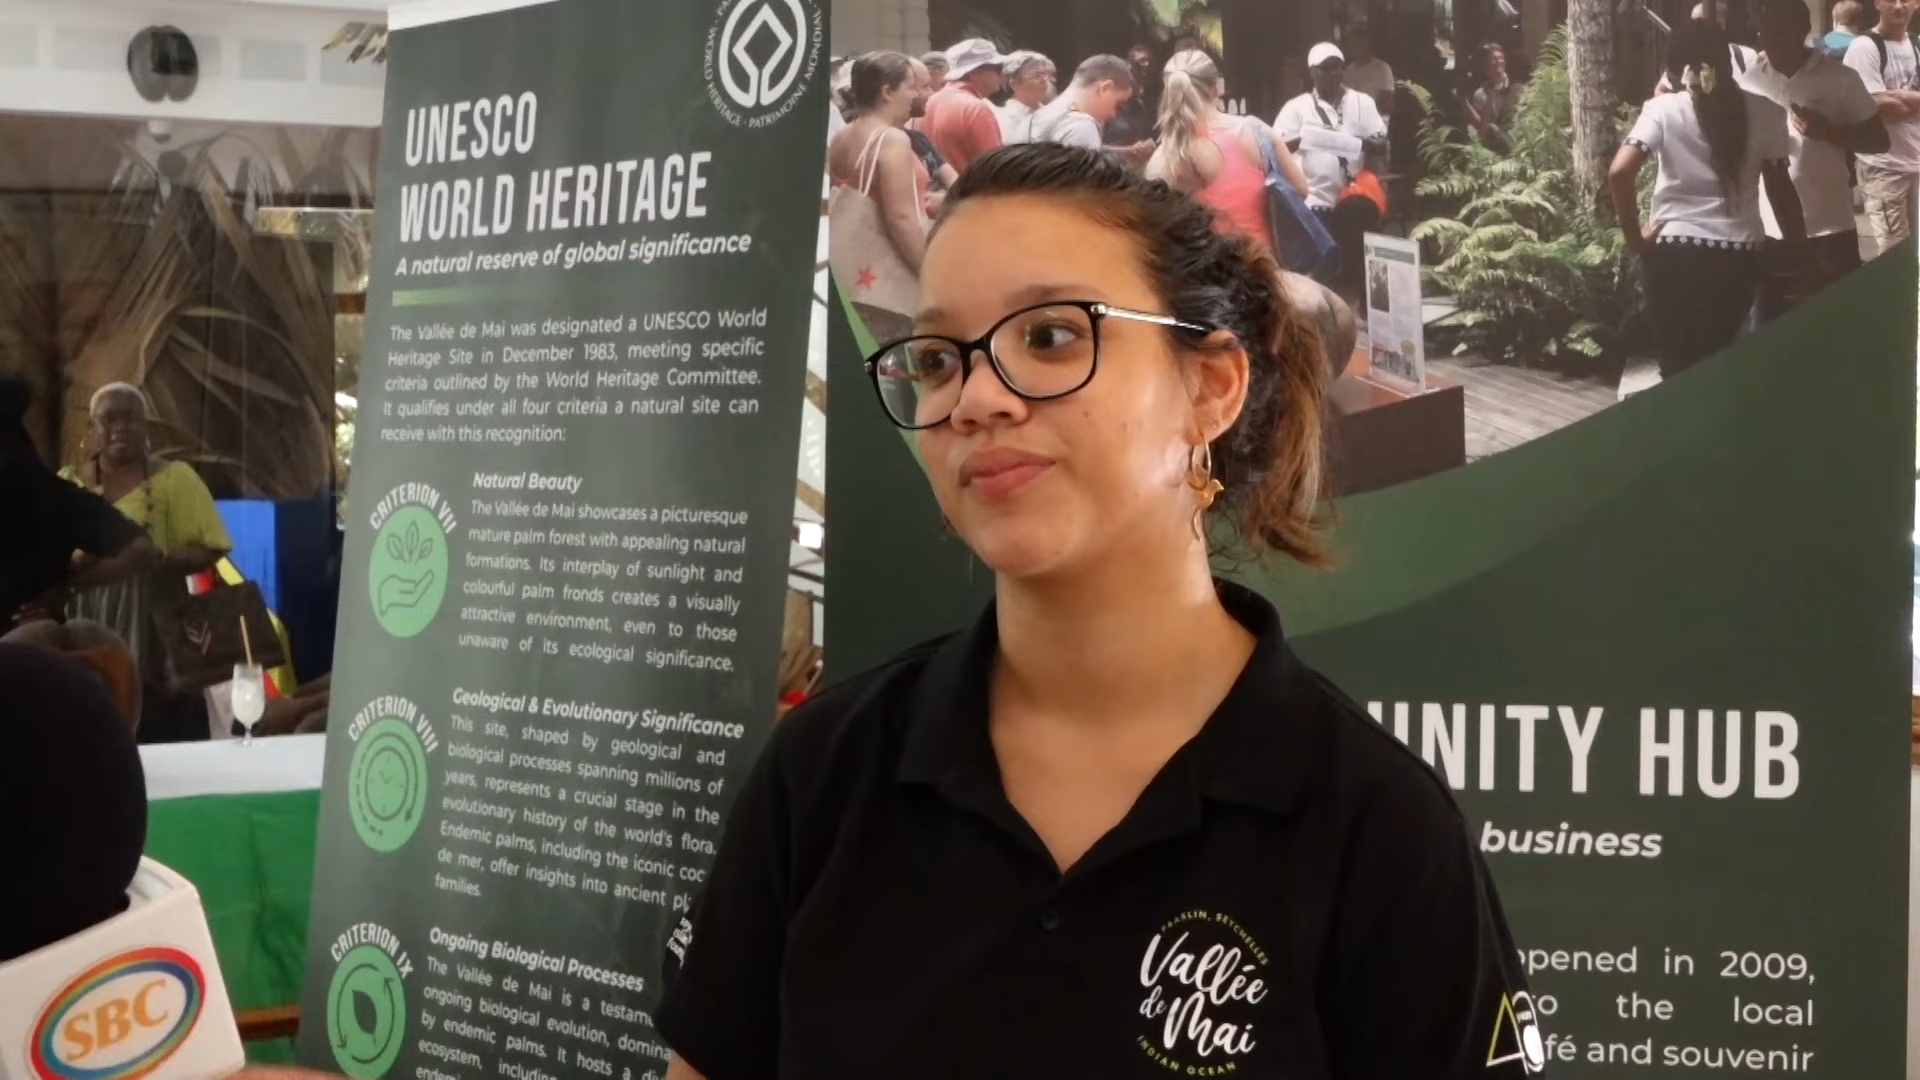 WORLD HERITAGE · PATRIMOINE MONDIAL
UNESCO
WORLD HERITAGE
A natural reserve of global significance
The Vallée de Mai was designated a UNESCO World
Heritage Site in December 1983, meeting specific
criteria outlined by the World Heritage Committee.
It qualifies under all four criteria a natural site can
receive with this recognition:
CRITERION VII
Natural Beauty
The Vallée de Mai showcases a picturesque
mature palm forest with appealing natural
formations. Its interplay of sunlight and
colourful palm fronds creates a visually
attractive environment, even to those
unaware of its ecological significance.
CRITERION VIII
Geological & Evolutionary Significance
This site, shaped by geological and
biological processes spanning millions of
years, represents a crucial stage in the
evolutionary history of the world's flora.
Endemic palms, including the iconic coc
de mer, offer insights into ancient pl
families.
CRITERION IX
Ongoing Biological Processes
The Vallée de Mai is a testam
ongoing biological evolution, domina
by endemic palms. It hosts a di
ecosystem, including
endem
SBC
PRASLIN, SEYCHELLES
Vallée
de Mai
INDIAN OCEAN
UNITY HUB
business
opened in 2009,
to the local
fé and souvenir